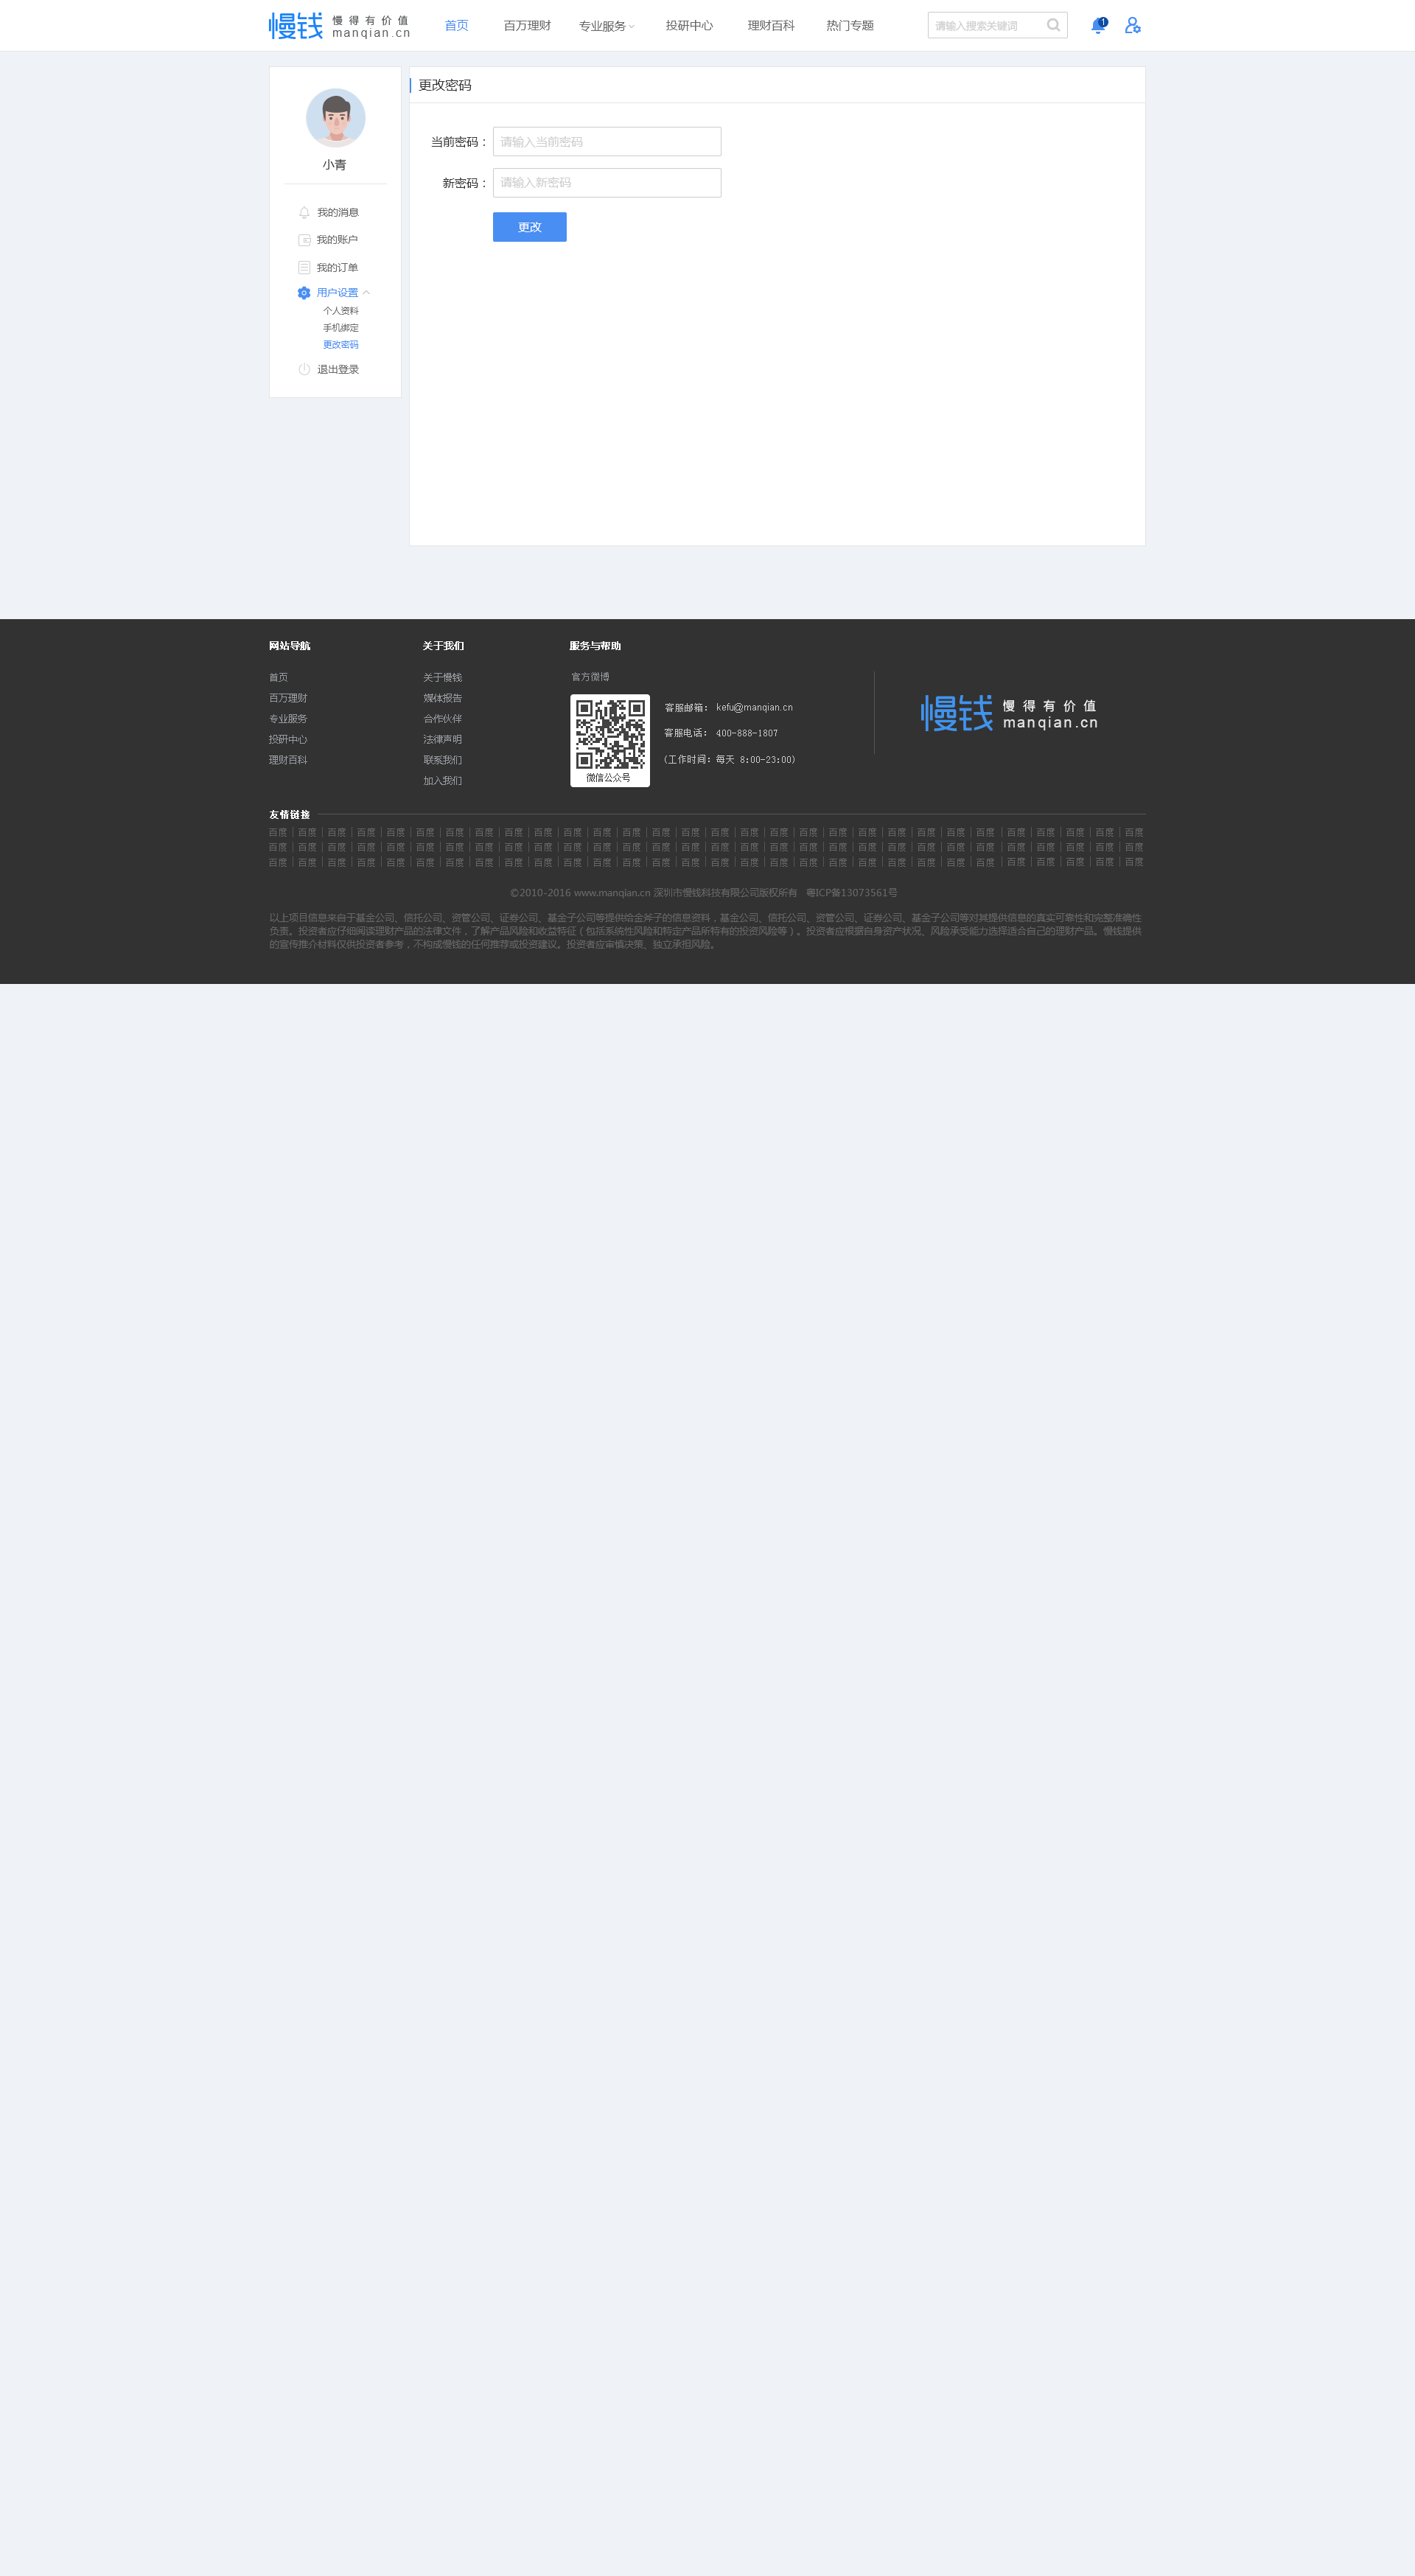 慢钱 慢得有价值
manqian.cn
首页 百万理财 专业服务 投研中心 理财百科 热门专题
请输入搜索关键词
1
小青
我的消息
我的账户
我的订单
用户设置
个人资料
手机绑定
更改密码
退出登录
更改密码
当前密码： 请输入当前密码
新密码： 请输入新密码
更改
网站导航
首页
百万理财
专业服务
投研中心
理财百科
关于我们
关于慢钱
媒体报告
合作伙伴
法律声明
联系我们
加入我们
服务与帮助
官方微博
微信公众号
客服邮箱: kefu@manqian.cn
客服电话: 400-888-1807
(工作时间: 每天 8:00-23:00)
慢钱 慢得有价值
manqian.cn
友情链接
百度 | 百度 | 百度 | 百度 | 百度 | 百度 | 百度 | 百度 | 百度 | 百度 | 百度 | 百度 | 百度 | 百度 | 百度 | 百度 | 百度 | 百度 | 百度 | 百度 | 百度 | 百度 | 百度 | 百度 | 百度 | 百度 | 百度 | 百度 | 百度 | 百度
百度 | 百度 | 百度 | 百度 | 百度 | 百度 | 百度 | 百度 | 百度 | 百度 | 百度 | 百度 | 百度 | 百度 | 百度 | 百度 | 百度 | 百度 | 百度 | 百度 | 百度 | 百度 | 百度 | 百度 | 百度 | 百度 | 百度 | 百度 | 百度 | 百度
百度 | 百度 | 百度 | 百度 | 百度 | 百度 | 百度 | 百度 | 百度 | 百度 | 百度 | 百度 | 百度 | 百度 | 百度 | 百度 | 百度 | 百度 | 百度 | 百度 | 百度 | 百度 | 百度 | 百度 | 百度 | 百度 | 百度 | 百度 | 百度 | 百度
©2010-2016 www.manqian.cn 深圳市慢钱科技有限公司版权所有 粤ICP备13073561号
以上项目信息来自于基金公司、信托公司、资管公司、证券公司、基金子公司等提供给金斧子的信息资料，基金公司、信托公司、资管公司、证券公司、基金子公司等对其提供信息的真实可靠性和完整准确性
负责。投资者应仔细阅读理财产品的法律文件，了解产品风险和收益特征（包括系统性风险和特定产品所特有的投资风险等）。投资者应根据自身资产状况、风险承受能力选择适合自己的理财产品。慢钱提供
的宣传推介材料仅供投资者参考，不构成慢钱的任何推荐或投资建议。投资者应审慎决策、独立承担风险。